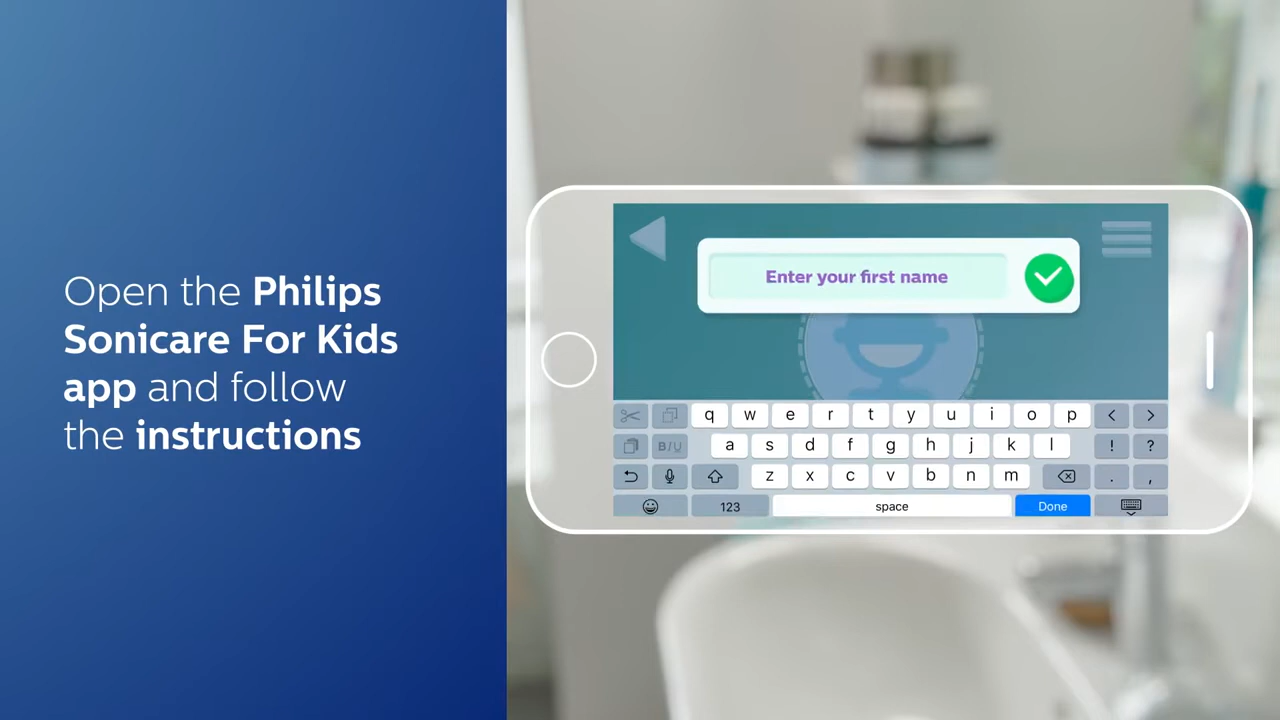 Open the Philips
Sonicare For Kids
app and follow
the instructions
Enter your first name
q w e r t y u i o p < >
B/U a s d f g h j k l ! ?
z x c v b n m . ,
123 space Done